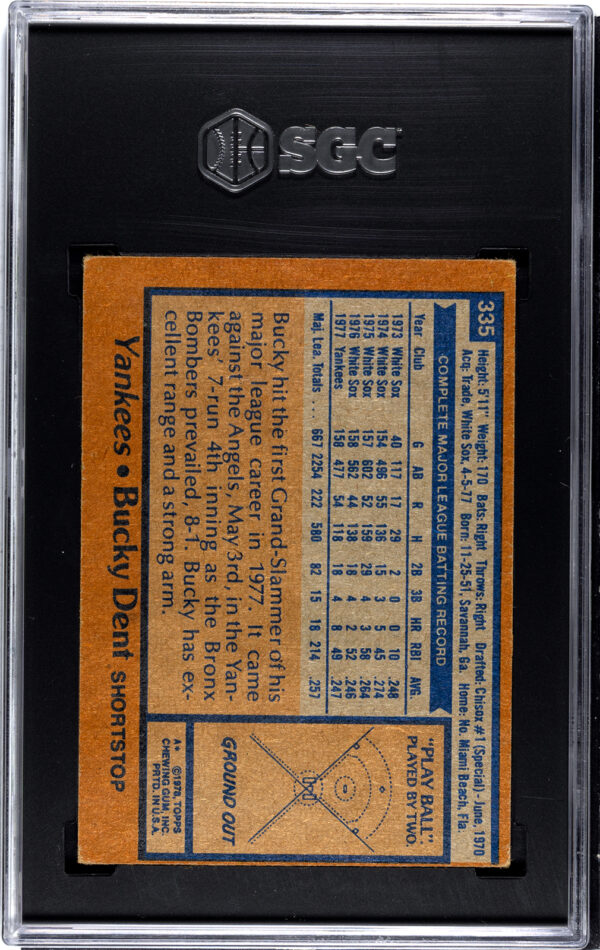 SGC
335
Height: 5'11" Weight: 170 Bats: Right Throws: Right Drafted: Chisox #1 (Special) - June, 1970
Acq: Trade, White Sox, 4-5-77 Born: 11-25-51, Savannah, Ga. Home: No. Miami Beach, Fla.
COMPLETE MAJOR LEAGUE BATTING RECORD
Year Club G AB R H 2B 3B HR RBI AVG.
1973 White Sox 40 117 17 29 2 0 0 10 .248
1974 White Sox 154 496 55 136 15 3 5 45 .274
1975 White Sox 157 602 52 159 29 4 3 58 .264
1976 White Sox 158 562 44 138 18 4 2 52 .246
1977 Yankees 158 477 54 118 18 4 8 49 .247
Maj. Lea. Totals . . . 667 2254 222 580 82 15 18 214 .257
Bucky hit the first Grand-Slammer of his
major league career in 1977. It came
against the Angels, May 3rd, in the Yan-
kees' 7-run 4th inning as the Bronx
Bombers prevailed, 8-1. Bucky has ex-
cellent range and a strong arm.
"PLAY BALL"
PLAYED BY TWO.
GROUND OUT
A* ©1978, TOPPS
CHEWING GUM, INC.
PRTD. IN U.S.A.
Yankees • Bucky Dent SHORTSTOP